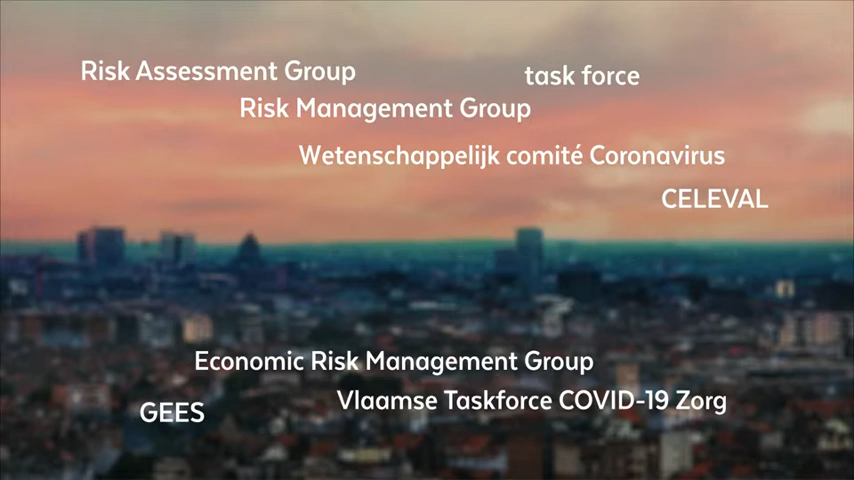 Risk Assessment Group
task force
Risk Management Group
Wetenschappelijk comité Coronavirus
CELEVAL
Economic Risk Management Group
Vlaamse Taskforce COVID-19 Zorg
GEES